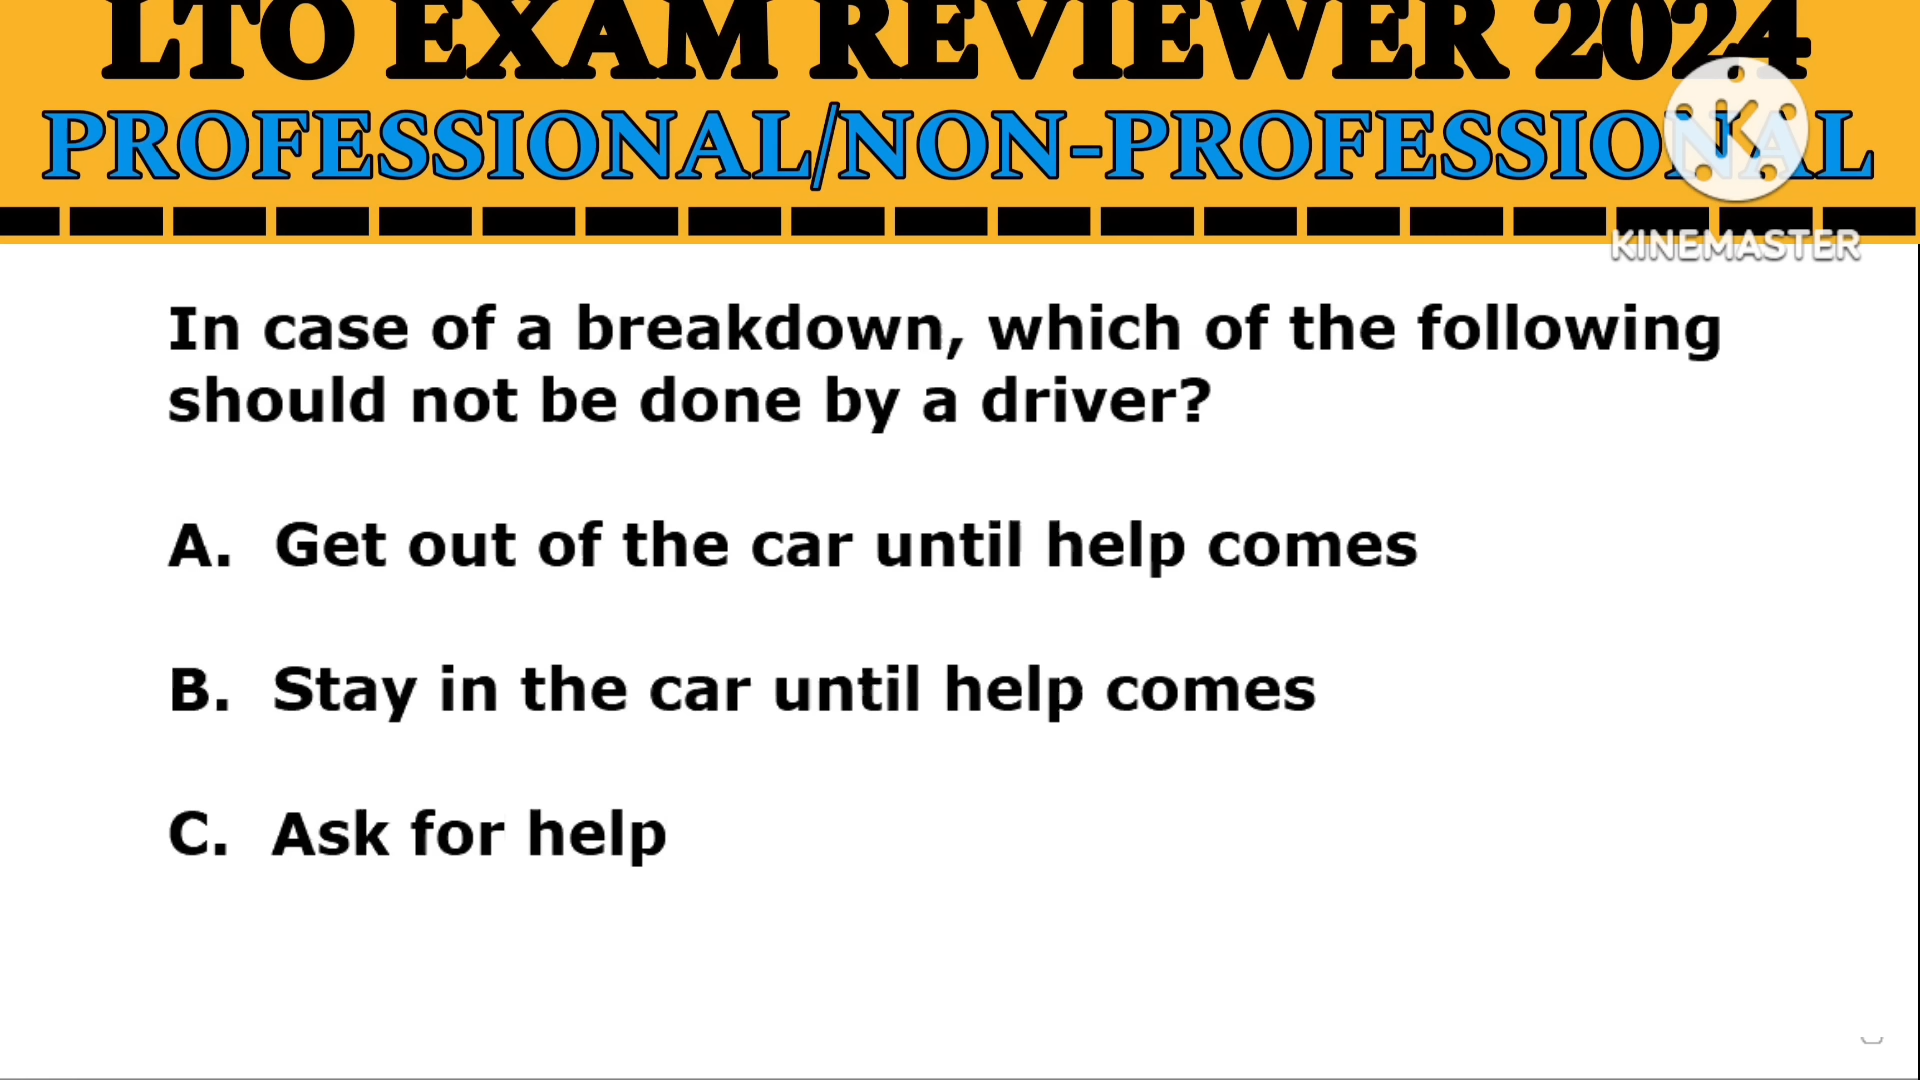 LTO EXAM REVIEWER 2024
PROFESSIONAL/NON-PROFESSIONAL
KINEMASTER
In case of a breakdown, which of the following
should not be done by a driver?
A. Get out of the car until help comes
B. Stay in the car until help comes
C. Ask for help